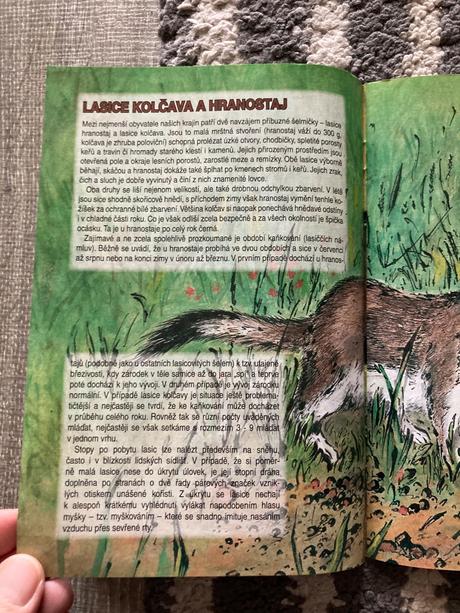 LASICE KOLČAVA A HRANOSTAJ
Mezi nejmenší obyvatele našich krajin patří dvě navzájem příbuzné šelmičky – lasice
hranostaj a lasice kolčava. Jsou to malá mrštná stvoření (hranostaj váží do 300 g,
kolčava je zhruba poloviční) schopná prolézat úzké otvory, chodbičky, spletité porosty
keřů a travin či hromady starého klestí a kamenů. Jejich přirozeným prostředím jsou
otevřená pole a okraje lesních porostů, zarostlé meze a remízky. Obě lasice výborně
běhají, skáčou a hranostaj dokáže také šplhat po kmenech stromů i keřů. Jejich zrak,
čich a sluch je dobře vyvinutý a činí z nich znamenité lovce.
Oba druhy se liší nejenom velikostí, ale také drobnou odchylkou zbarvení. V létě
jsou sice shodně skořicově hnědí, s příchodem zimy však hranostaj vymění tenhle ko-
žíšek za ochranné bílé zbarvení. Většina kolčav si naopak ponechává hnědavé odstíny
i v chladné části roku. Co je však odliší zcela bezpečně a za všech okolností je špička
ocásku. Ta je u hranostaje po celý rok černá.
Zajímavé a ne zcela spolehlivě prozkoumané je období kaňkování (lasiččích ná-
mluv). Běžně se uvádí, že u hranostaje probíhá ve dvou obdobích a sice v červenci
až srpnu nebo na konci zimy v únoru až březnu. V prvním případě dochází u hranos-
tajů (podobně jako u ostatních lasicovitých šelem) k tzv. utajené
březivosti, kdy zárodek v těle samice až do jara „spí“ a teprve
poté dochází k jeho vývoji. V druhém případě je vývoj zárodku
normální. V případě lasice kolčavy je situace ještě problema-
tičtější a nejčastěji se tvrdí, že ke kaňkování může docházet
v průběhu celého roku. Rovněž tak se různí počty uváděných
mláďat, nejčastěji se však setkáme s rozmezím 3 - 9 mláďat
v jednom vrhu.
Stopy po pobytu lasic lze nalézt především na sněhu,
často i v blízkosti lidských sídlišť. V případě, že si poměr-
ně malá lasice nese do úkrytu úlovek, je její stopní dráha
doplněna po stranách o dvě řady párových značek vznik-
lých otiskem unášené kořisti. Z úkrytu se lasice nechají
k alespoň krátkému vyhlédnutí vylákat napodobením hlasu
myšky – tzv. myškováním – které se snadno imituje nasáním
vzduchu přes sevřené rty.
2